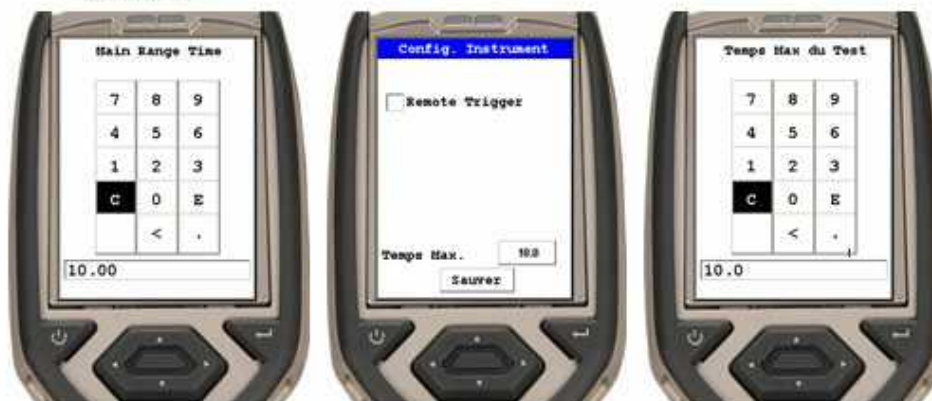 Main Range Time
7 8 9
4 5 6
1 2 3
C 0 E
< .
10.00
Config. Instrument
Remote Trigger
Temps Max. 10.0
Sauver
Temps Max du Test
7 8 9
4 5 6
1 2 3
C 0 E
< .
10.0